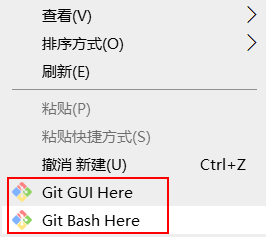 查看(V)
排序方式(O)
刷新(E)
粘贴(P)
粘贴快捷方式(S)
撤消 新建(U) Ctrl+Z
Git GUI Here
Git Bash Here